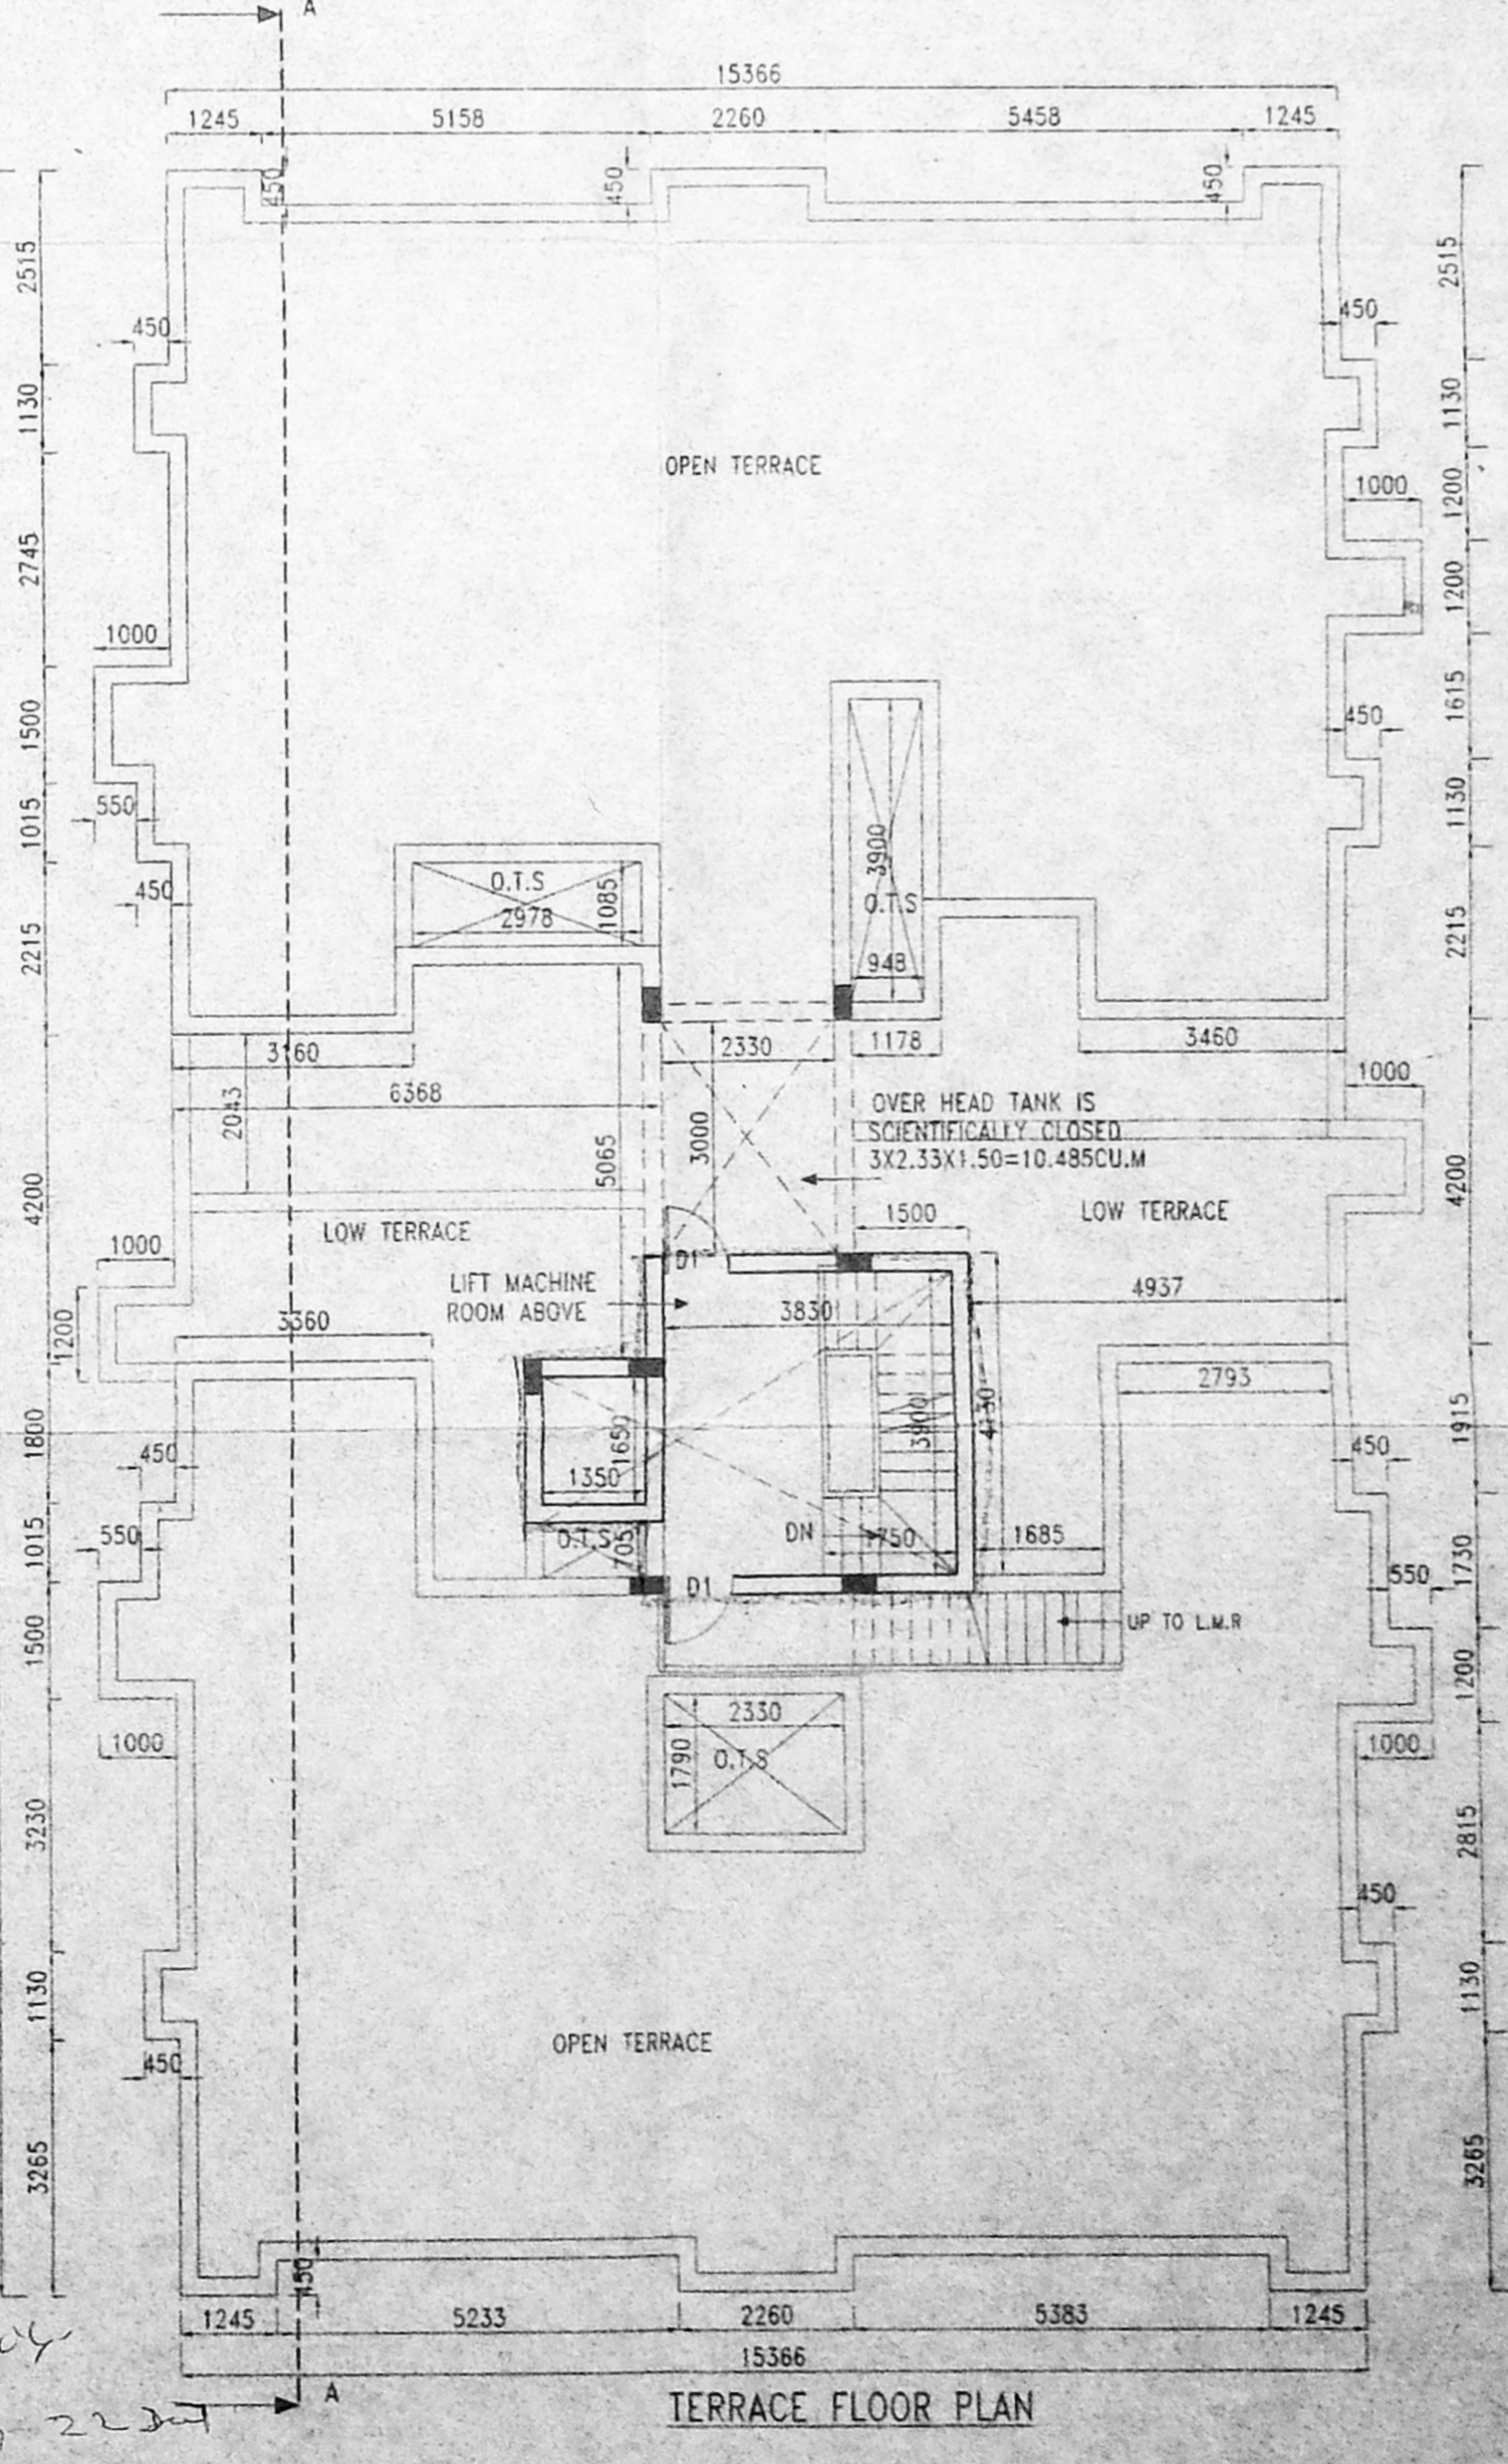 A
15366
1245 5158 2260 5458 1245
450 450 450
2515 2515
450 450
1130 1130
OPEN TERRACE
1000
1200
2745 1200
1000
1500 1615
450
550 1015 3900 1130
O.T.S
450 2978 1085 O.T.S
2215 948 2215
3160 2330 1178 3460
6368 1000
2043 3000 5065
OVER HEAD TANK IS
SCIENTIFICALLY CLOSED
3X2.33X1.50=10.485CU.M
4200 4200
LOW TERRACE 1500 LOW TERRACE
1000 D1
LIFT MACHINE 4937
ROOM ABOVE 3830
1200 3360
2793
1800 3900 4130 1915
450 1650 450
1350
550 1015 O.T.S 705 DN 1750 1685 1730
D1 550
1500 UP TO L.M.R
1200
2330
1000 1790 O.T.S 1000
3230 2815
450
1130 1130
OPEN TERRACE
450
3265 3265
450
1245 5233 2260 5383 1245
15366
A
TERRACE FLOOR PLAN